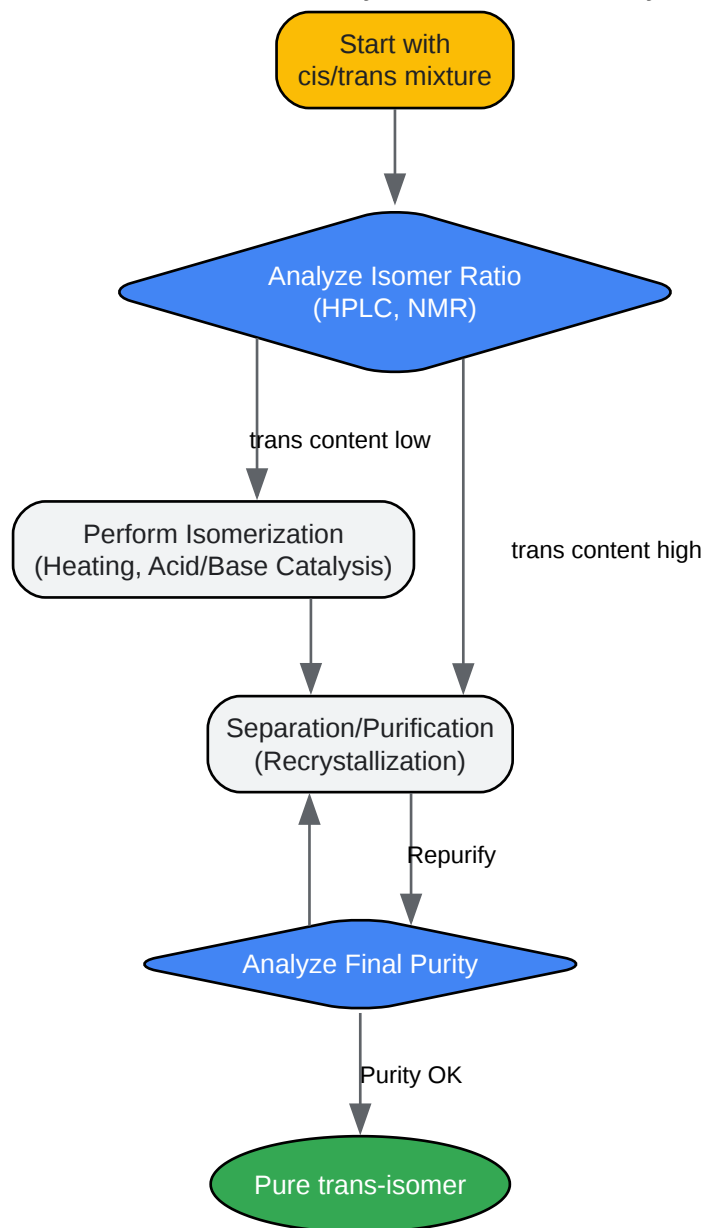 Start with
cis/trans mixture
Analyze Isomer Ratio
(HPLC, NMR)
trans content low
Perform Isomerization
(Heating, Acid/Base Catalysis)
trans content high
Separation/Purification
(Recrystallization)
Repurify
Analyze Final Purity
Purity OK
Pure trans-isomer